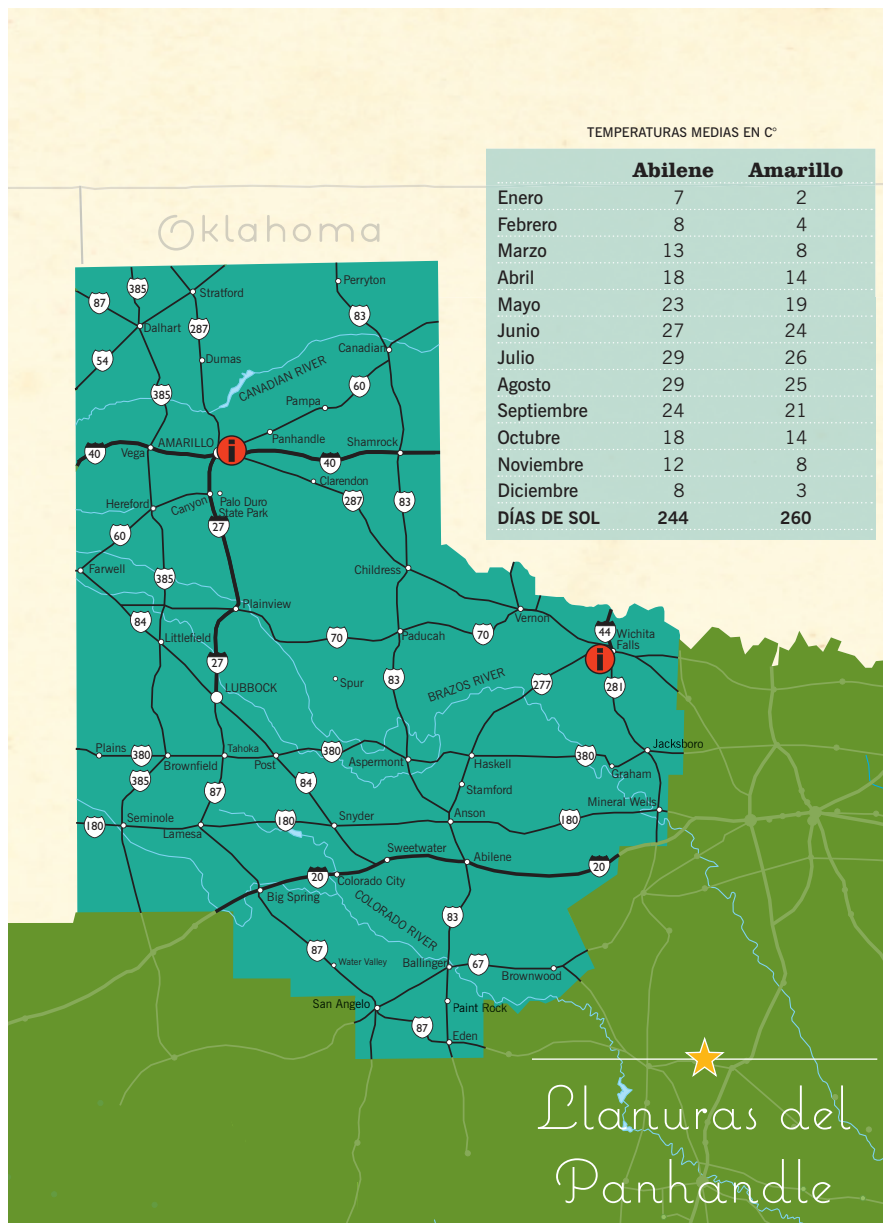 TEMPERATURAS MEDIAS EN C°
Abilene Amarillo
Enero 7 2
Febrero 8 4
Marzo 13 8
Abril 18 14
Mayo 23 19
Junio 27 24
Julio 29 26
Agosto 29 25
Septiembre 24 21
Octubre 18 14
Noviembre 12 8
Diciembre 8 3
DÍAS DE SOL 244 260
Oklahoma
385
Stratford
Perryton
87
83
Dalhart
287
54
Dumas
Canadian
CANADIAN RIVER
385
60
Pampa
Panhandle
AMARILLO
i
Shamrock
40
Vega
40
Clarendon
Hereford
Canyon
Palo Duro
State Park
287
83
27
60
Farwell
385
Childress
Plainview
84
Vernon
Littlefield
70
Paducah
70
44
Wichita
Falls
i
27
Spur
83
BRAZOS RIVER
277
281
LUBBOCK
Plains
380
Tahoka
380
Jacksboro
Brownfield
Post
Aspermont
Haskell
380
385
87
84
Stamford
Graham
Mineral Wells
180
Seminole
Lamesa
180
Snyder
Anson
180
Sweetwater
Abilene
20
20
Colorado City
Big Spring
COLORADO RIVER
83
87
Water Valley
Ballinger
67
Brownwood
San Angelo
Paint Rock
87
Eden
Llanuras del
Panhandle